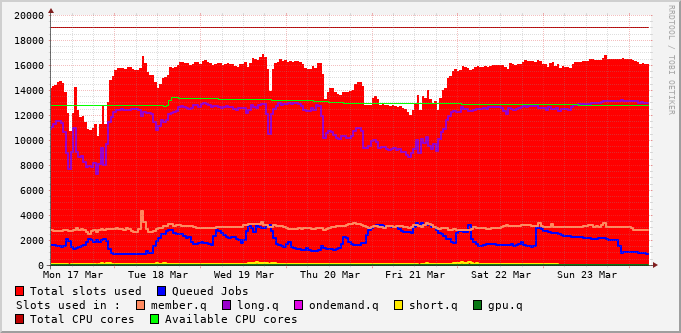 20000
18000
16000
14000
12000
10000
8000
6000
4000
2000
0
Mon 17 Mar Tue 18 Mar Wed 19 Mar Thu 20 Mar Fri 21 Mar Sat 22 Mar Sun 23 Mar
Total slots used Queued Jobs
Slots used in : member.q long.q ondemand.q short.q gpu.q
Total CPU cores Available CPU cores
RRDTOOL / TOBI OETIKER